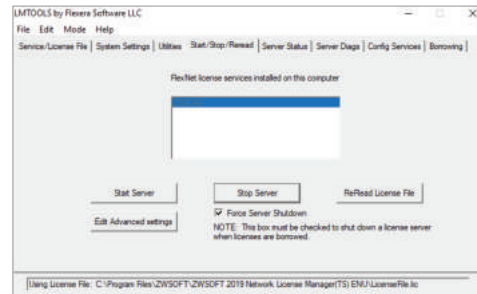 LMTOOLS by Flexera Software LLC
File Edit Mode Help
Service/License File | System Settings | Utilities | Start/Stop/Reread | Server Status | Server Diags | Config Services | Borrowing
FlexNet license services installed on this computer
Start Server Stop Server ReRead License File
Edit Advanced settings
Force Server Shutdown
NOTE: This box must be checked to shut down a license server
when licenses are borrowed.
Using License File: C:\Program Files\ZWSOFT\ZWSOFT 2019 Network License Manager(TS) ENU\LicenseFile.lic